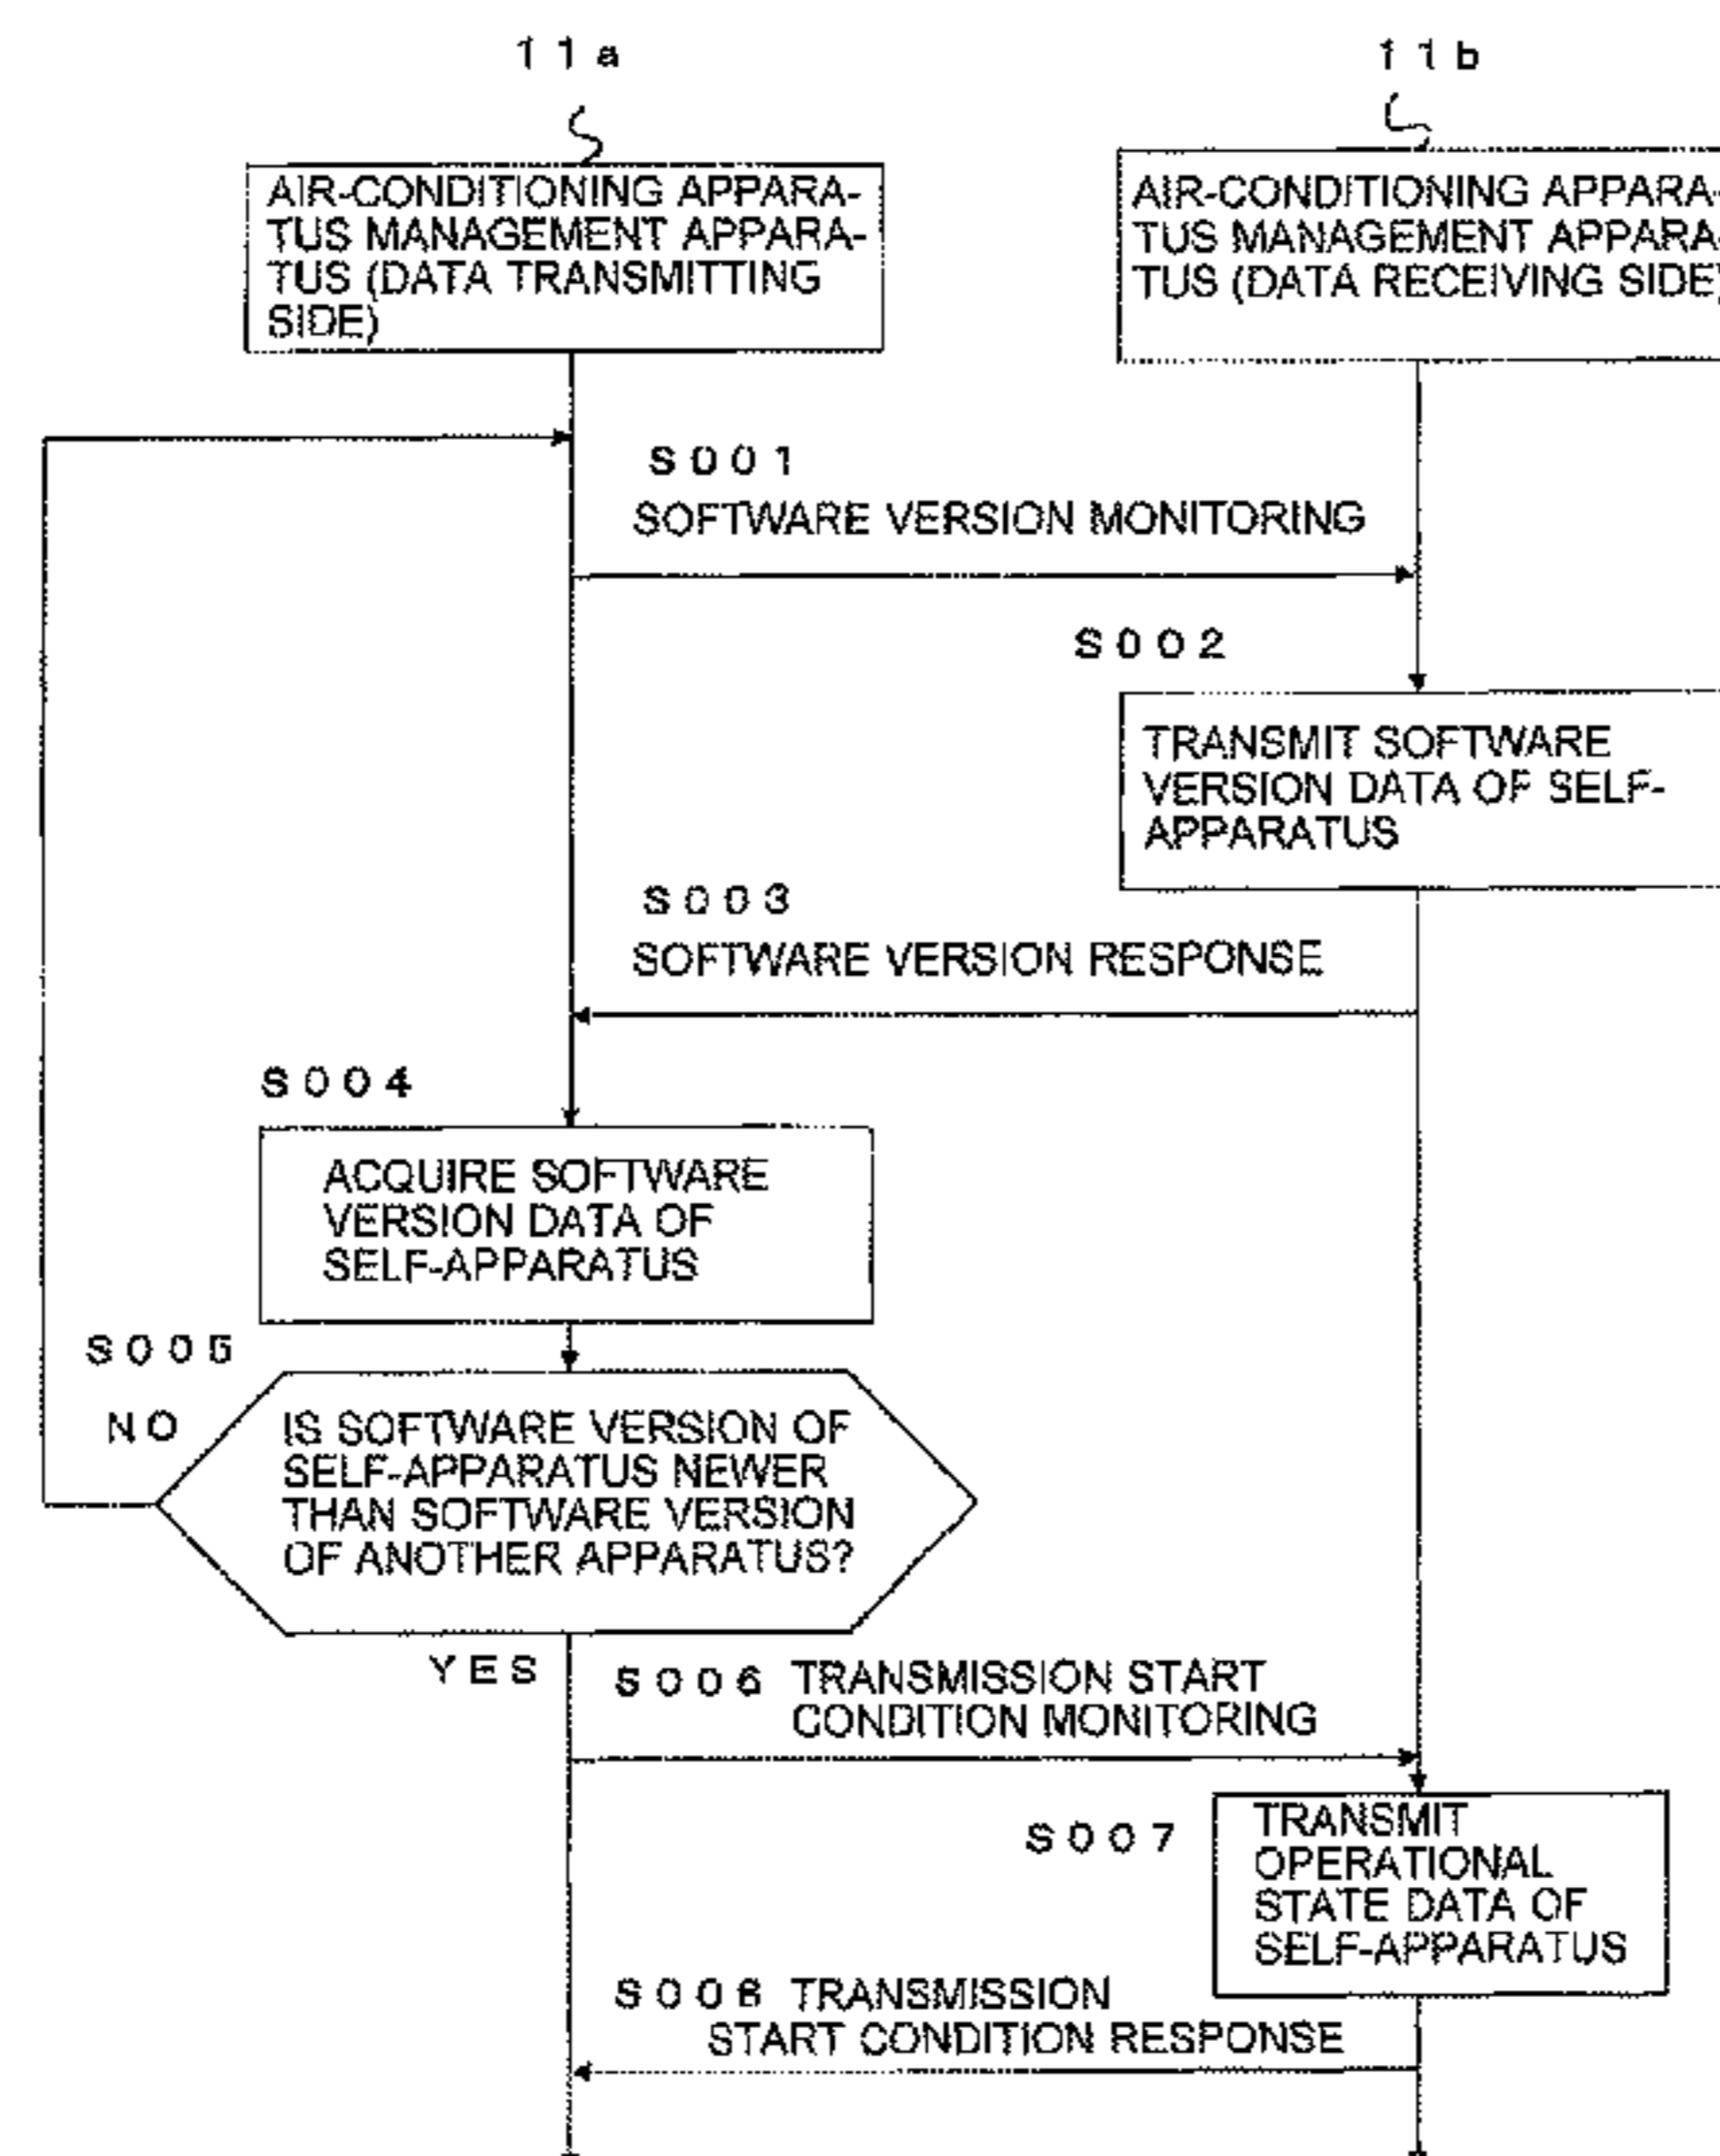 11a
11b
AIR-CONDITIONING APPARA-
TUS MANAGEMENT APPARA-
TUS (DATA TRANSMITTING
SIDE)
AIR-CONDITIONING APPARA-
TUS MANAGEMENT APPARA-
TUS (DATA RECEIVING SIDE)
S001
SOFTWARE VERSION MONITORING
S002
TRANSMIT SOFTWARE
VERSION DATA OF SELF-
APPARATUS
S003
SOFTWARE VERSION RESPONSE
S004
ACQUIRE SOFTWARE
VERSION DATA OF
SELF-APPARATUS
S005
NO
IS SOFTWARE VERSION OF
SELF-APPARATUS NEWER
THAN SOFTWARE VERSION
OF ANOTHER APPARATUS?
YES
S006 TRANSMISSION START
CONDITION MONITORING
S007
TRANSMIT
OPERATIONAL
STATE DATA OF
SELF-APPARATUS
S008 TRANSMISSION
START CONDITION RESPONSE